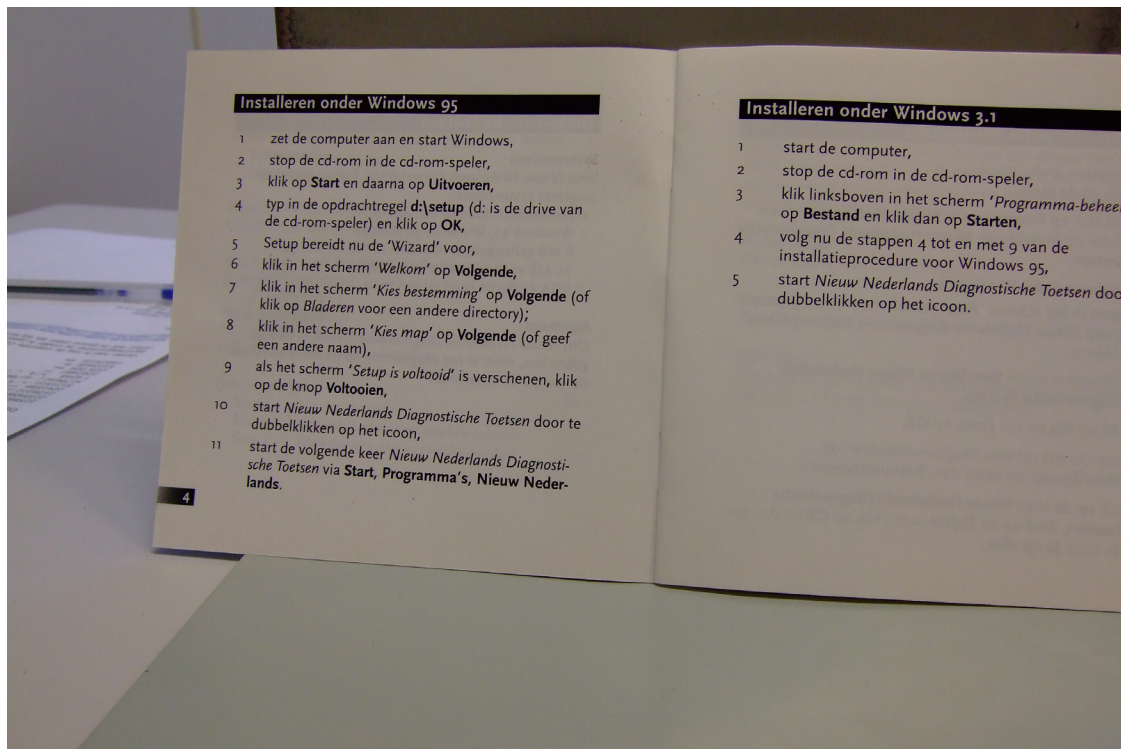 Installeren onder Windows 95
1 zet de computer aan en start Windows,
2 stop de cd-rom in de cd-rom-speler,
3 klik op Start en daarna op Uitvoeren,
4 typ in de opdrachtregel d:\setup (d: is de drive van
de cd-rom-speler) en klik op OK,
5 Setup bereidt nu de 'Wizard' voor,
6 klik in het scherm 'Welkom' op Volgende,
7 klik in het scherm 'Kies bestemming' op Volgende (of
klik op Bladeren voor een andere directory);
8 klik in het scherm 'Kies map' op Volgende (of geef
een andere naam),
9 als het scherm 'Setup is voltooid' is verschenen, klik
op de knop Voltooien,
10 start Nieuw Nederlands Diagnostische Toetsen door te
dubbelklikken op het icoon,
11 start de volgende keer Nieuw Nederlands Diagnosti-
sche Toetsen via Start, Programma's, Nieuw Neder-
lands.
4
Installeren onder Windows 3.1
1 start de computer,
2 stop de cd-rom in de cd-rom-speler,
3 klik linksboven in het scherm 'Programma-beheer
op Bestand en klik dan op Starten,
4 volg nu de stappen 4 tot en met 9 van de
installatieprocedure voor Windows 95,
5 start Nieuw Nederlands Diagnostische Toetsen doo
dubbelklikken op het icoon.